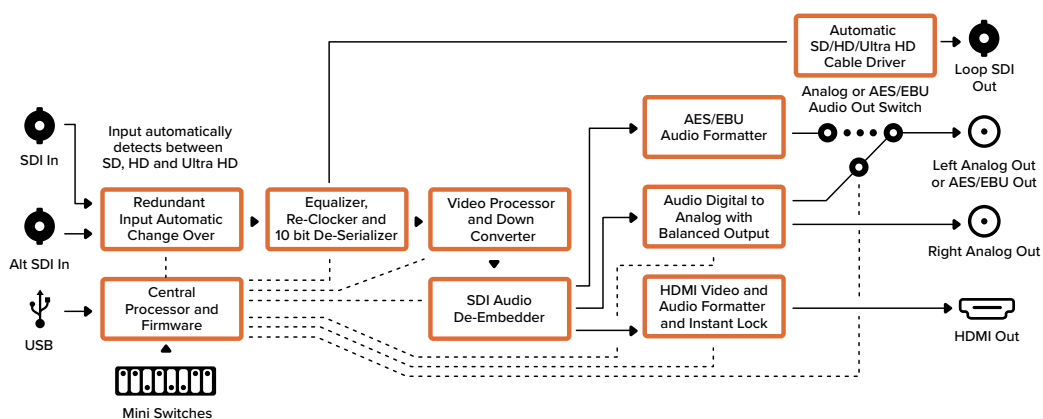 Automatic
SD/HD/Ultra HD
Cable Driver
Loop SDI
Out
Analog or AES/EBU
Audio Out Switch
AES/EBU
Audio Formatter
Input automatically
detects between
SD, HD and Ultra HD
SDI In
Left Analog Out
or AES/EBU Out
Redundant
Input Automatic
Change Over
Equalizer,
Re-Clocker and
10 bit De-Serializer
Video Processor
and Down
Converter
Audio Digital to
Analog with
Balanced Output
Alt SDI In
Right Analog Out
Central
Processor and
Firmware
SDI Audio
De-Embedder
HDMI Video and
Audio Formatter
and Instant Lock
USB
HDMI Out
Mini Switches